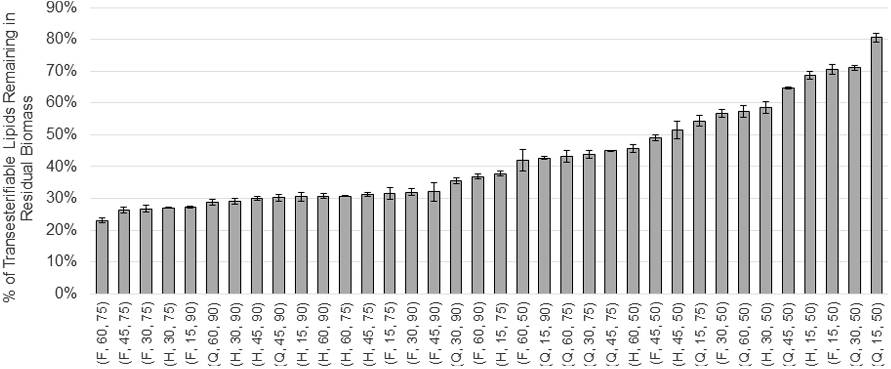 % of Transesterifiable Lipids Remaining in
Residual Biomass
90%
80%
70%
60%
50%
40%
30%
20%
10%
0%
(F, 60, 75)
(F, 45, 75)
(F, 30, 75)
(H, 30, 75)
(F, 15, 90)
(Q, 60, 90)
(H, 30, 90)
(H, 45, 90)
(Q, 45, 90)
(H, 15, 90)
(H, 60, 90)
(H, 60, 75)
(H, 45, 75)
(F, 15, 75)
(F, 30, 90)
(F, 45, 90)
(Q, 30, 90)
(F, 60, 90)
(H, 15, 75)
(F, 60, 50)
(Q, 15, 90)
(Q, 60, 75)
(Q, 30, 75)
(Q, 45, 75)
(H, 60, 50)
(F, 45, 50)
(H, 45, 50)
(Q, 15, 75)
(F, 30, 50)
(Q, 60, 50)
(H, 30, 50)
(Q, 45, 50)
(H, 15, 50)
(F, 15, 50)
(Q, 30, 50)
(Q, 15, 50)